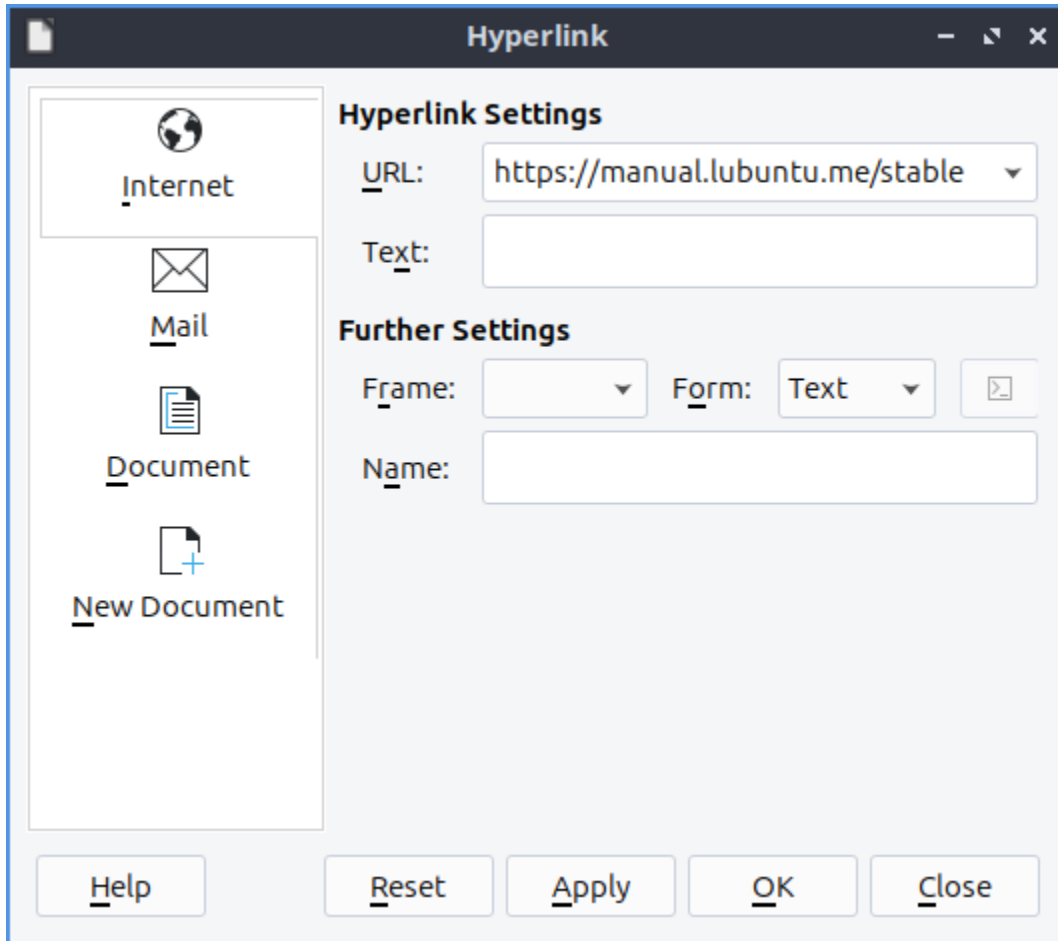 Hyperlink
Internet
Mail
Document
New Document
Hyperlink Settings
URL: https://manual.lubuntu.me/stable
Text:
Further Settings
Frame: Form: Text
Name:
Help Reset Apply OK Close